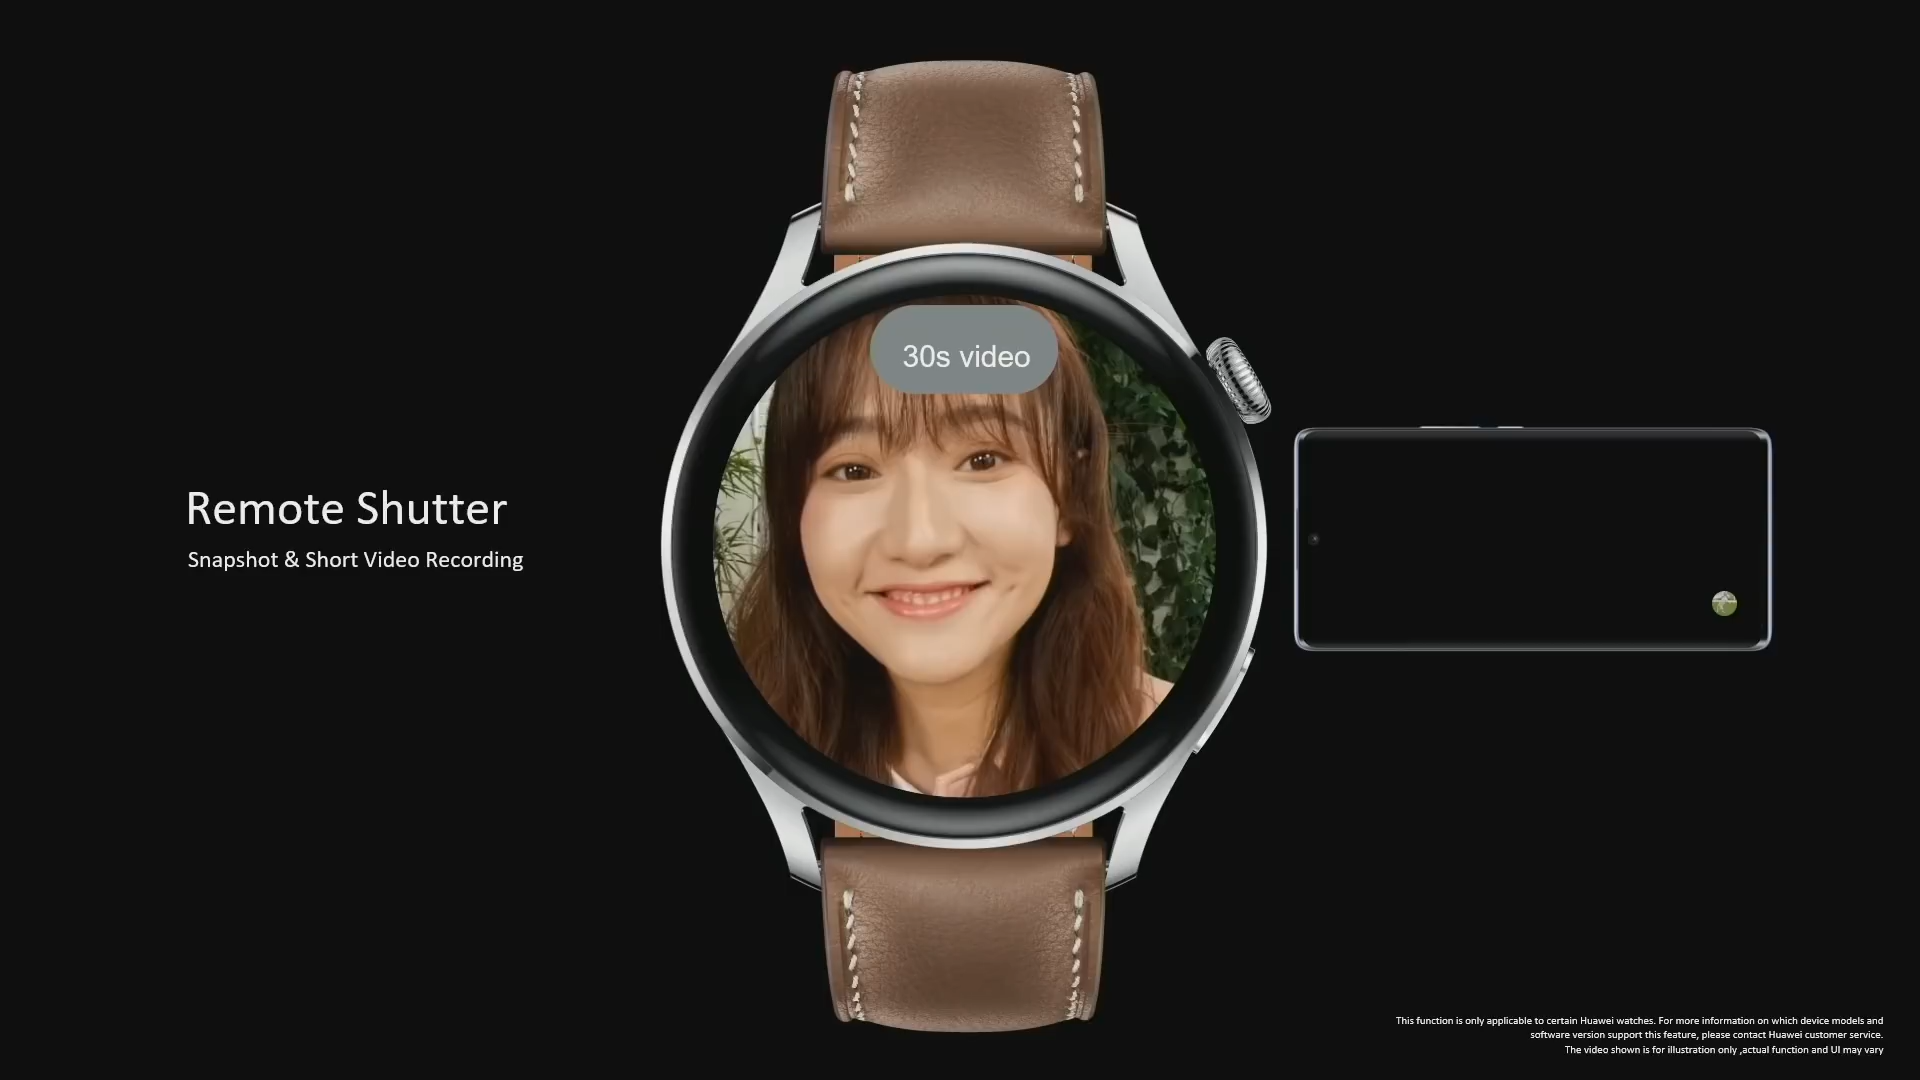 30s video
Remote Shutter
Snapshot & Short Video Recording
This function is only applicable to certain Huawei watches. For more information on which device models and
software version support this feature, please contact Huawei customer service.
The video shown is for illustration only ,actual function and UI may vary